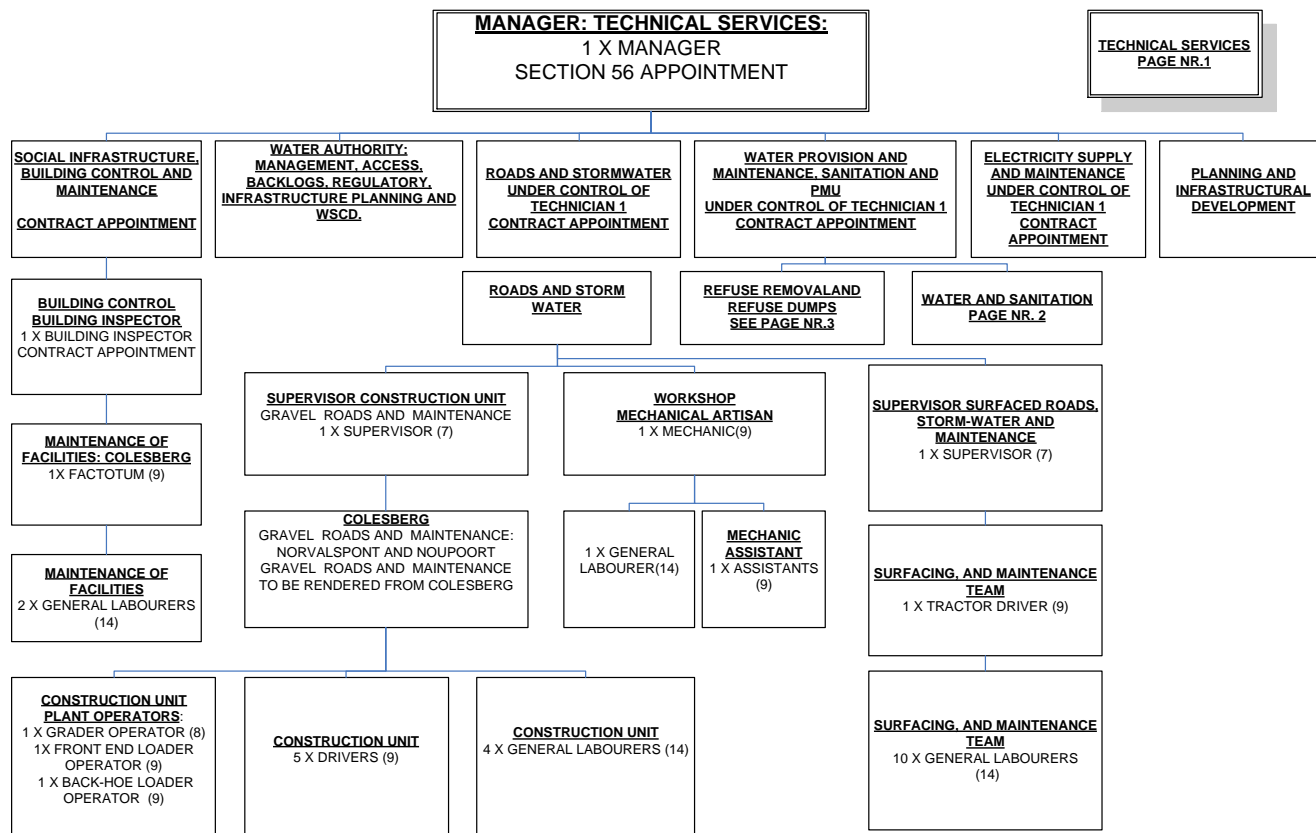 MANAGER: TECHNICAL SERVICES:
1 X MANAGER
SECTION 56 APPOINTMENT
TECHNICAL SERVICES
PAGE NR.1
SOCIAL INFRASTRUCTURE,
BUILDING CONTROL AND
MAINTENANCE
CONTRACT APPOINTMENT
WATER AUTHORITY:
MANAGEMENT, ACCESS,
BACKLOGS, REGULATORY,
INFRASTRUCTURE PLANNING AND
WSCD.
ROADS AND STORMWATER
UNDER CONTROL OF
TECHNICIAN 1
CONTRACT APPOINTMENT
WATER PROVISION AND
MAINTENANCE, SANITATION AND
PMU
UNDER CONTROL OF TECHNICIAN 1
CONTRACT APPOINTMENT
ELECTRICITY SUPPLY
AND MAINTENANCE
UNDER CONTROL OF
TECHNICIAN 1
CONTRACT
APPOINTMENT
PLANNING AND
INFRASTRUCTURAL
DEVELOPMENT
BUILDING CONTROL
BUILDING INSPECTOR
1 X BUILDING INSPECTOR
CONTRACT APPOINTMENT
ROADS AND STORM
WATER
REFUSE REMOVALAND
REFUSE DUMPS
SEE PAGE NR.3
WATER AND SANITATION
PAGE NR. 2
SUPERVISOR CONSTRUCTION UNIT
GRAVEL ROADS AND MAINTENANCE
1 X SUPERVISOR (7)
WORKSHOP
MECHANICAL ARTISAN
1 X MECHANIC(9)
SUPERVISOR SURFACED ROADS,
STORM-WATER AND
MAINTENANCE
1 X SUPERVISOR (7)
MAINTENANCE OF
FACILITIES: COLESBERG
1X FACTOTUM (9)
COLESBERG
GRAVEL ROADS AND MAINTENANCE:
NORVALSPONT AND NOUPOORT
GRAVEL ROADS AND MAINTENANCE
TO BE RENDERED FROM COLESBERG
1 X GENERAL
LABOURER(14)
MECHANIC
ASSISTANT
1 X ASSISTANTS
(9)
MAINTENANCE OF
FACILITIES
2 X GENERAL LABOURERS
(14)
SURFACING, AND MAINTENANCE
TEAM
1 X TRACTOR DRIVER (9)
CONSTRUCTION UNIT
PLANT OPERATORS:
1 X GRADER OPERATOR (8)
1X FRONT END LOADER
OPERATOR (9)
1 X BACK-HOE LOADER
OPERATOR (9)
CONSTRUCTION UNIT
5 X DRIVERS (9)
CONSTRUCTION UNIT
4 X GENERAL LABOURERS (14)
SURFACING, AND MAINTENANCE
TEAM
10 X GENERAL LABOURERS
(14)